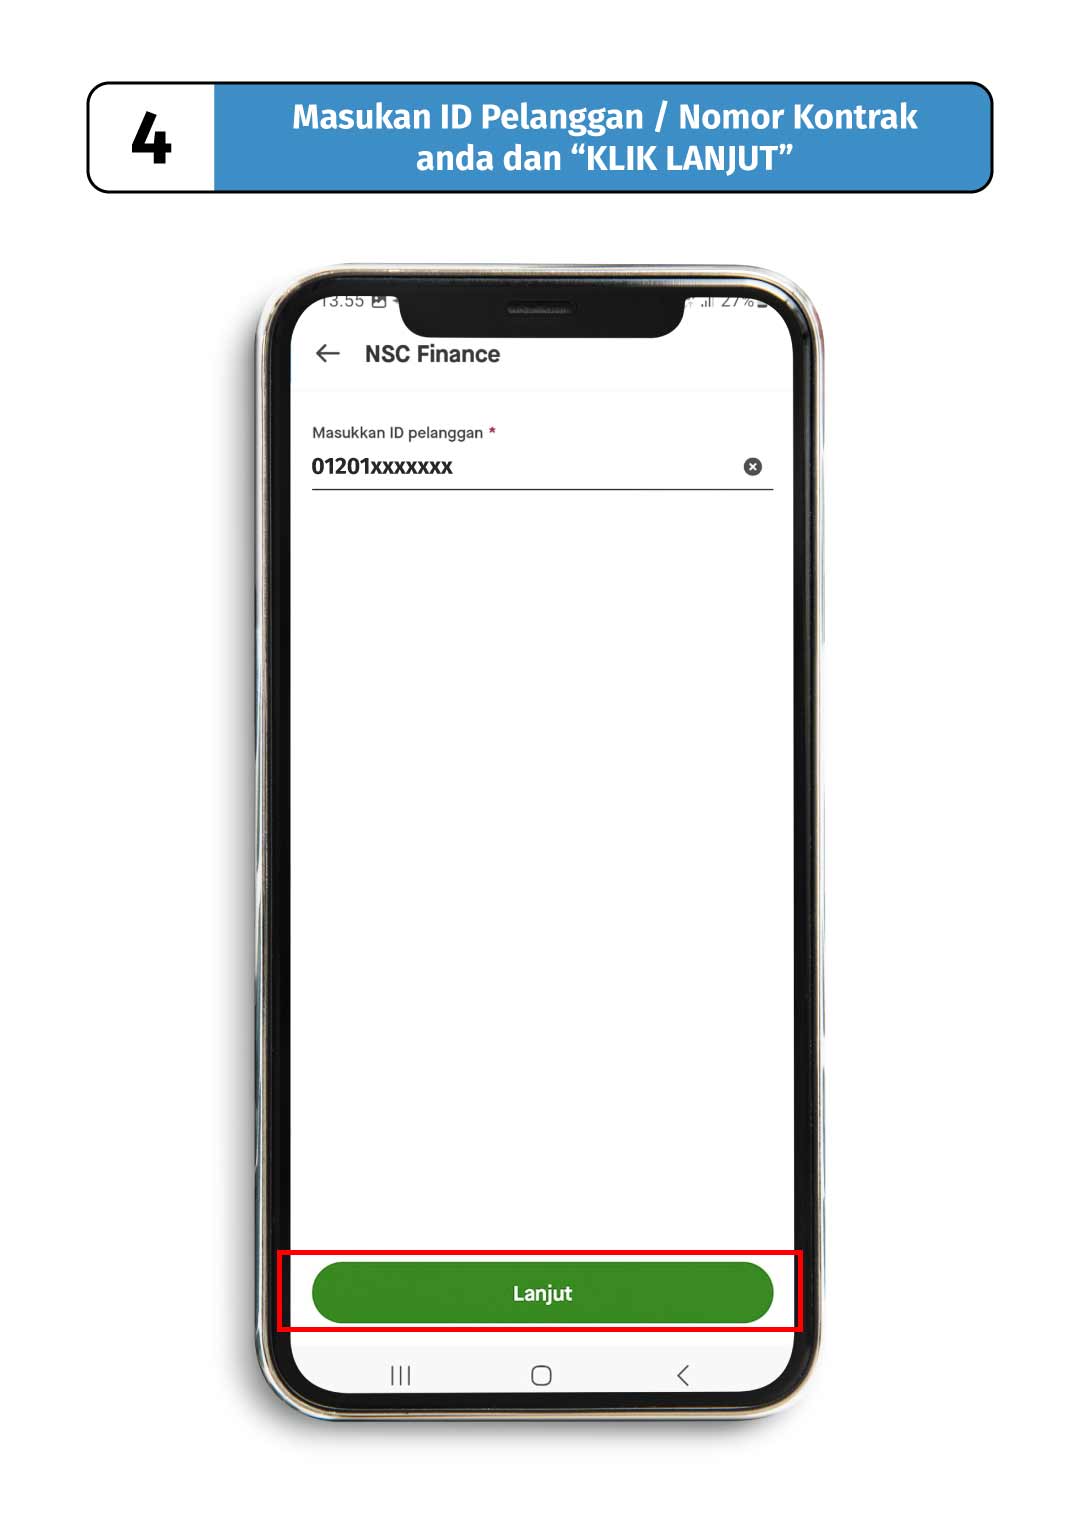 4
Masukan ID Pelanggan / Nomor Kontrak
anda dan “KLIK LANJUT”
13.55
27%
NSC Finance
Masukkan ID pelanggan *
01201xxxxxxx
Lanjut